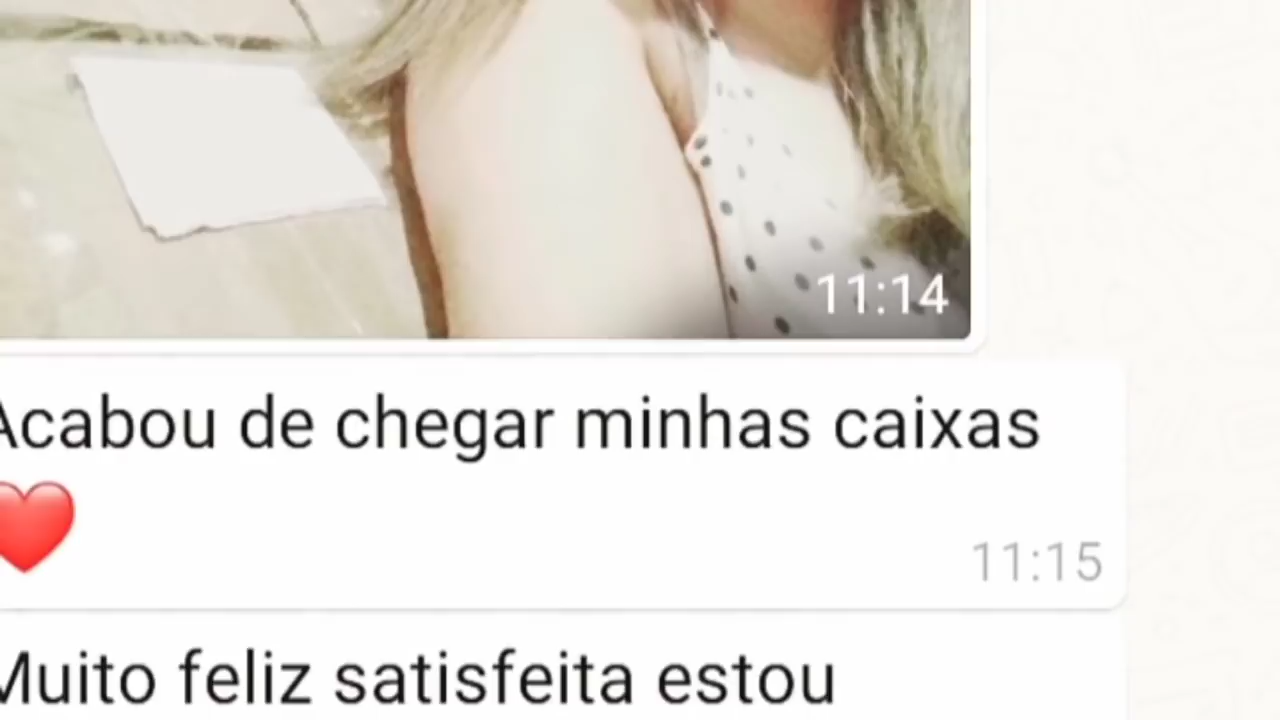 11:14
Acabou de chegar minhas caixas
❤️
11:15
Muito feliz satisfeita estou